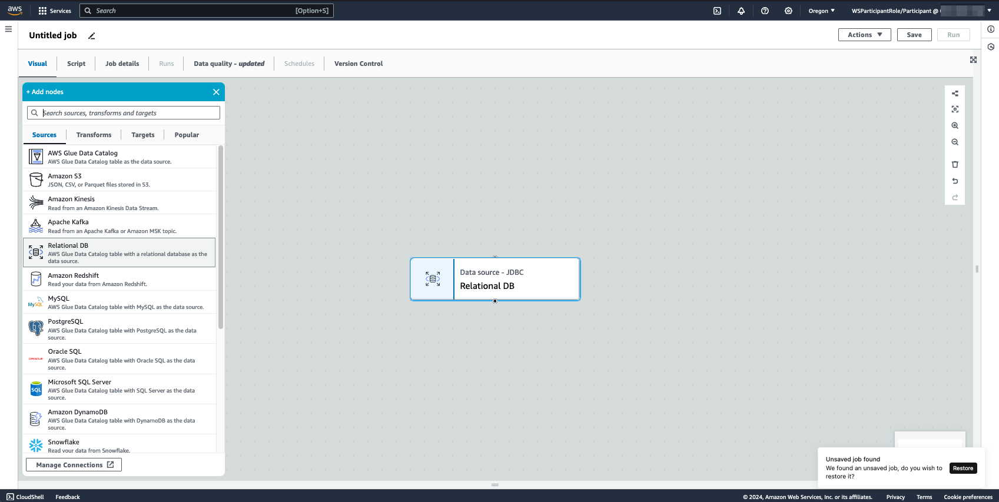 aws
Services
Search
[Option+S]
Oregon
WSParticipantRole/Participant @
Untitled job
Actions
Save
Run
Visual
Script
Job details
Runs
Data quality - updated
Schedules
Version Control
+ Add nodes
Search sources, transforms and targets
Sources
Transforms
Targets
Popular
AWS Glue Data Catalog
AWS Glue Data Catalog table as the data source.
Amazon S3
JSON, CSV, or Parquet files stored in S3.
Amazon Kinesis
Read from an Amazon Kinesis Data Stream.
Apache Kafka
Read from an Apache Kafka or Amazon MSK topic.
Relational DB
AWS Glue Data Catalog table with a relational database as the
data source.
Amazon Redshift
Read your data from Amazon Redshift.
MySQL
MySQL
AWS Glue Data Catalog table with MySQL as the data source.
PostgreSQL
AWS Glue Data Catalog table with PostgreSQL as the data
source.
Oracle SQL
ORACLE
AWS Glue Data Catalog table with Oracle SQL as the data
source.
Microsoft SQL Server
SQL
AWS Glue Data Catalog table with SQL Server as the data
source.
Amazon DynamoDB
AWS Glue Data Catalog table with DynamoDB as the data
source.
Snowflake
Read your data from Snowflake.
Manage Connections
Data source - JDBC
Relational DB
Unsaved job found
We found an unsaved job, do you wish to
restore it?
Restore
CloudShell
Feedback
© 2024, Amazon Web Services, Inc. or its affiliates.
Privacy
Terms
Cookie preferences